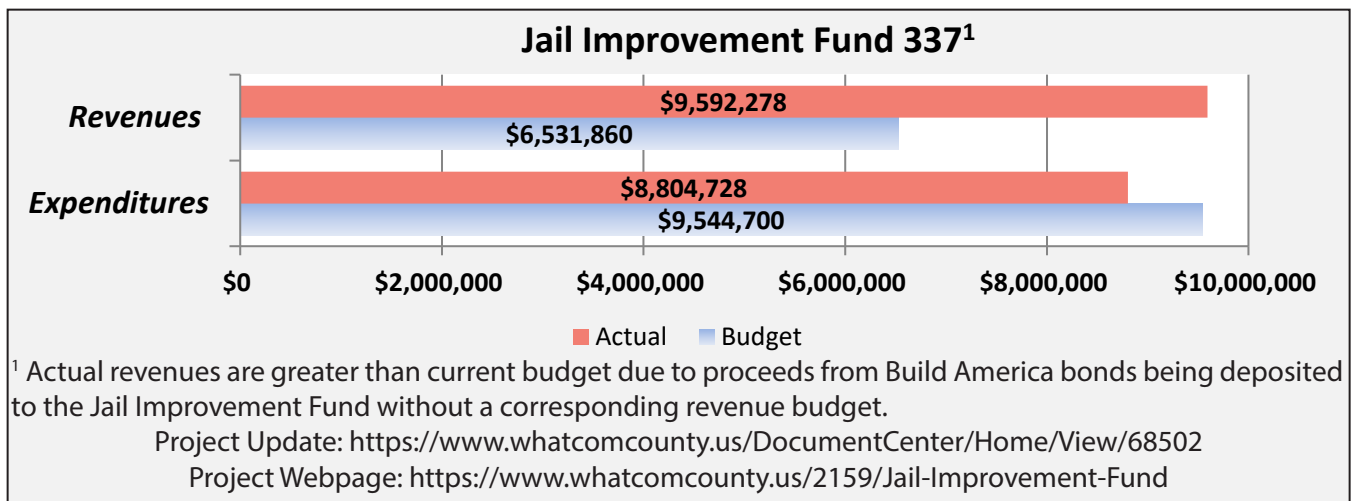 Jail Improvement Fund 337¹
Revenues
$9,592,278
$6,531,860
Expenditures
$8,804,728
$9,544,700
$0 $2,000,000 $4,000,000 $6,000,000 $8,000,000 $10,000,000
Actual Budget
¹ Actual revenues are greater than current budget due to proceeds from Build America bonds being deposited
to the Jail Improvement Fund without a corresponding revenue budget.
Project Update: https://www.whatcomcounty.us/DocumentCenter/Home/View/68502
Project Webpage: https://www.whatcomcounty.us/2159/Jail-Improvement-Fund